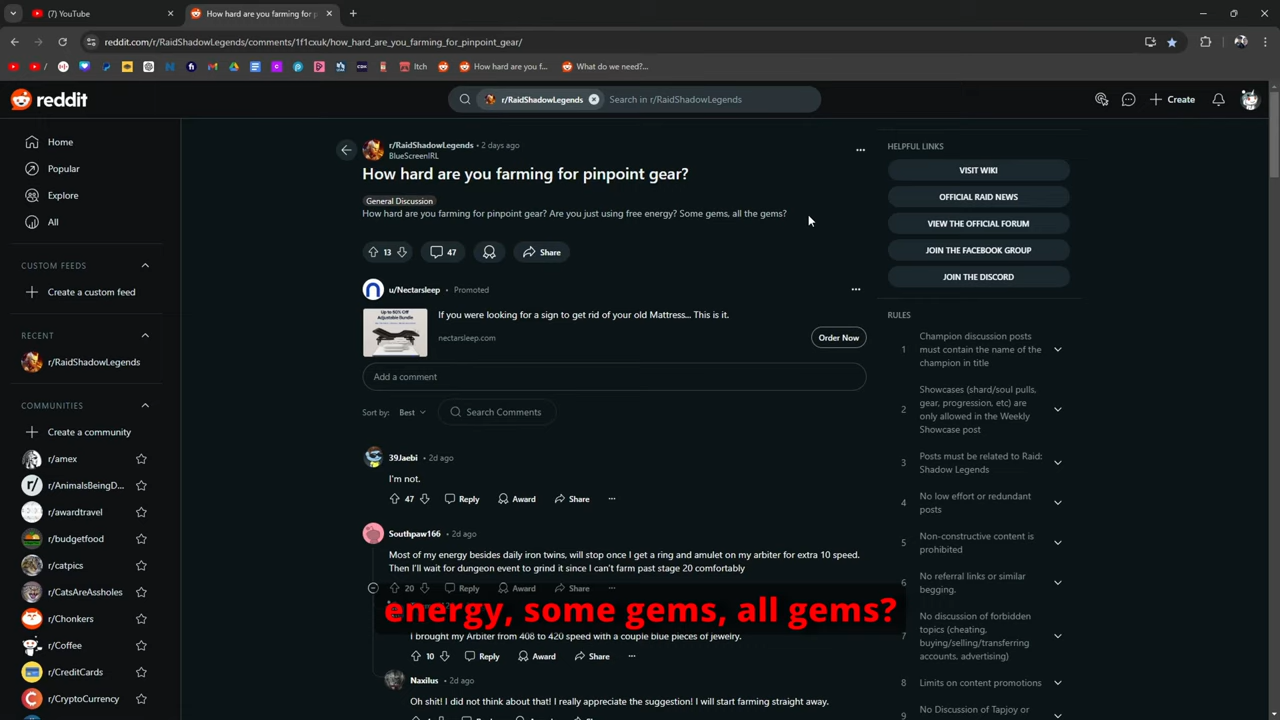 YouTube
How hard are you farming for p
reddit.com/r/RaidShadowLegends/comments/1f1cxuk/how_hard_are_you_farming_for_pinpoint_gear/
Itch
How hard are you f...
What do we need?...
reddit
r/RaidShadowLegends
Search in r/RaidShadowLegends
Create
Home
Popular
Explore
All
CUSTOM FEEDS
Create a custom feed
RECENT
r/RaidShadowLegends
COMMUNITIES
Create a community
r/amex
r/AnimalsBeingD...
r/awardtravel
r/budgetfood
r/catpics
r/CatsAreAssholes
r/Chonkers
r/Coffee
r/CreditCards
r/CryptoCurrency
r/RaidShadowLegends • 2 days ago
BlueScreenIRL
How hard are you farming for pinpoint gear?
General Discussion
How hard are you farming for pinpoint gear? Are you just using free energy? Some gems, all the gems?
13
47
Share
u/Nectarsleep • Promoted
If you were looking for a sign to get rid of your old Mattress... This is it.
Up to 50% Off
Adjustable Bundle
nectarsleep.com
Order Now
Add a comment
Sort by: Best
Search Comments
39Jaebi • 2d ago
I'm not.
47 Reply Award Share
Southpaw166 • 2d ago
Most of my energy besides daily iron twins, will stop once I get a ring and amulet on my arbiter for extra 10 speed.
Then I'll wait for dungeon event to grind it since I can't farm past stage 20 comfortably
20 Reply Award Share
energy, some gems, all gems?
I brought my Arbiter from 408 to 420 speed with a couple blue pieces of jewelry.
10 Reply Award Share
Naxilus • 2d ago
Oh shit! I did not think about that! I really appreciate the suggestion! I will start farming straight away.
HELPFUL LINKS
VISIT WIKI
OFFICIAL RAID NEWS
VIEW THE OFFICIAL FORUM
JOIN THE FACEBOOK GROUP
JOIN THE DISCORD
RULES
1 Champion discussion posts
must contain the name of the
champion in title
2 Showcases (shard/soul pulls,
gear, progression, etc) are
only allowed in the Weekly
Showcase post
3 Posts must be related to Raid:
Shadow Legends
4 No low effort or redundant
posts
5 Non-constructive content is
prohibited
6 No referral links or similar
begging.
7 No discussion of forbidden
topics (cheating,
buying/selling/transferring
accounts, advertising)
8 Limits on content promotions
9 No Discussion of Tapjoy or